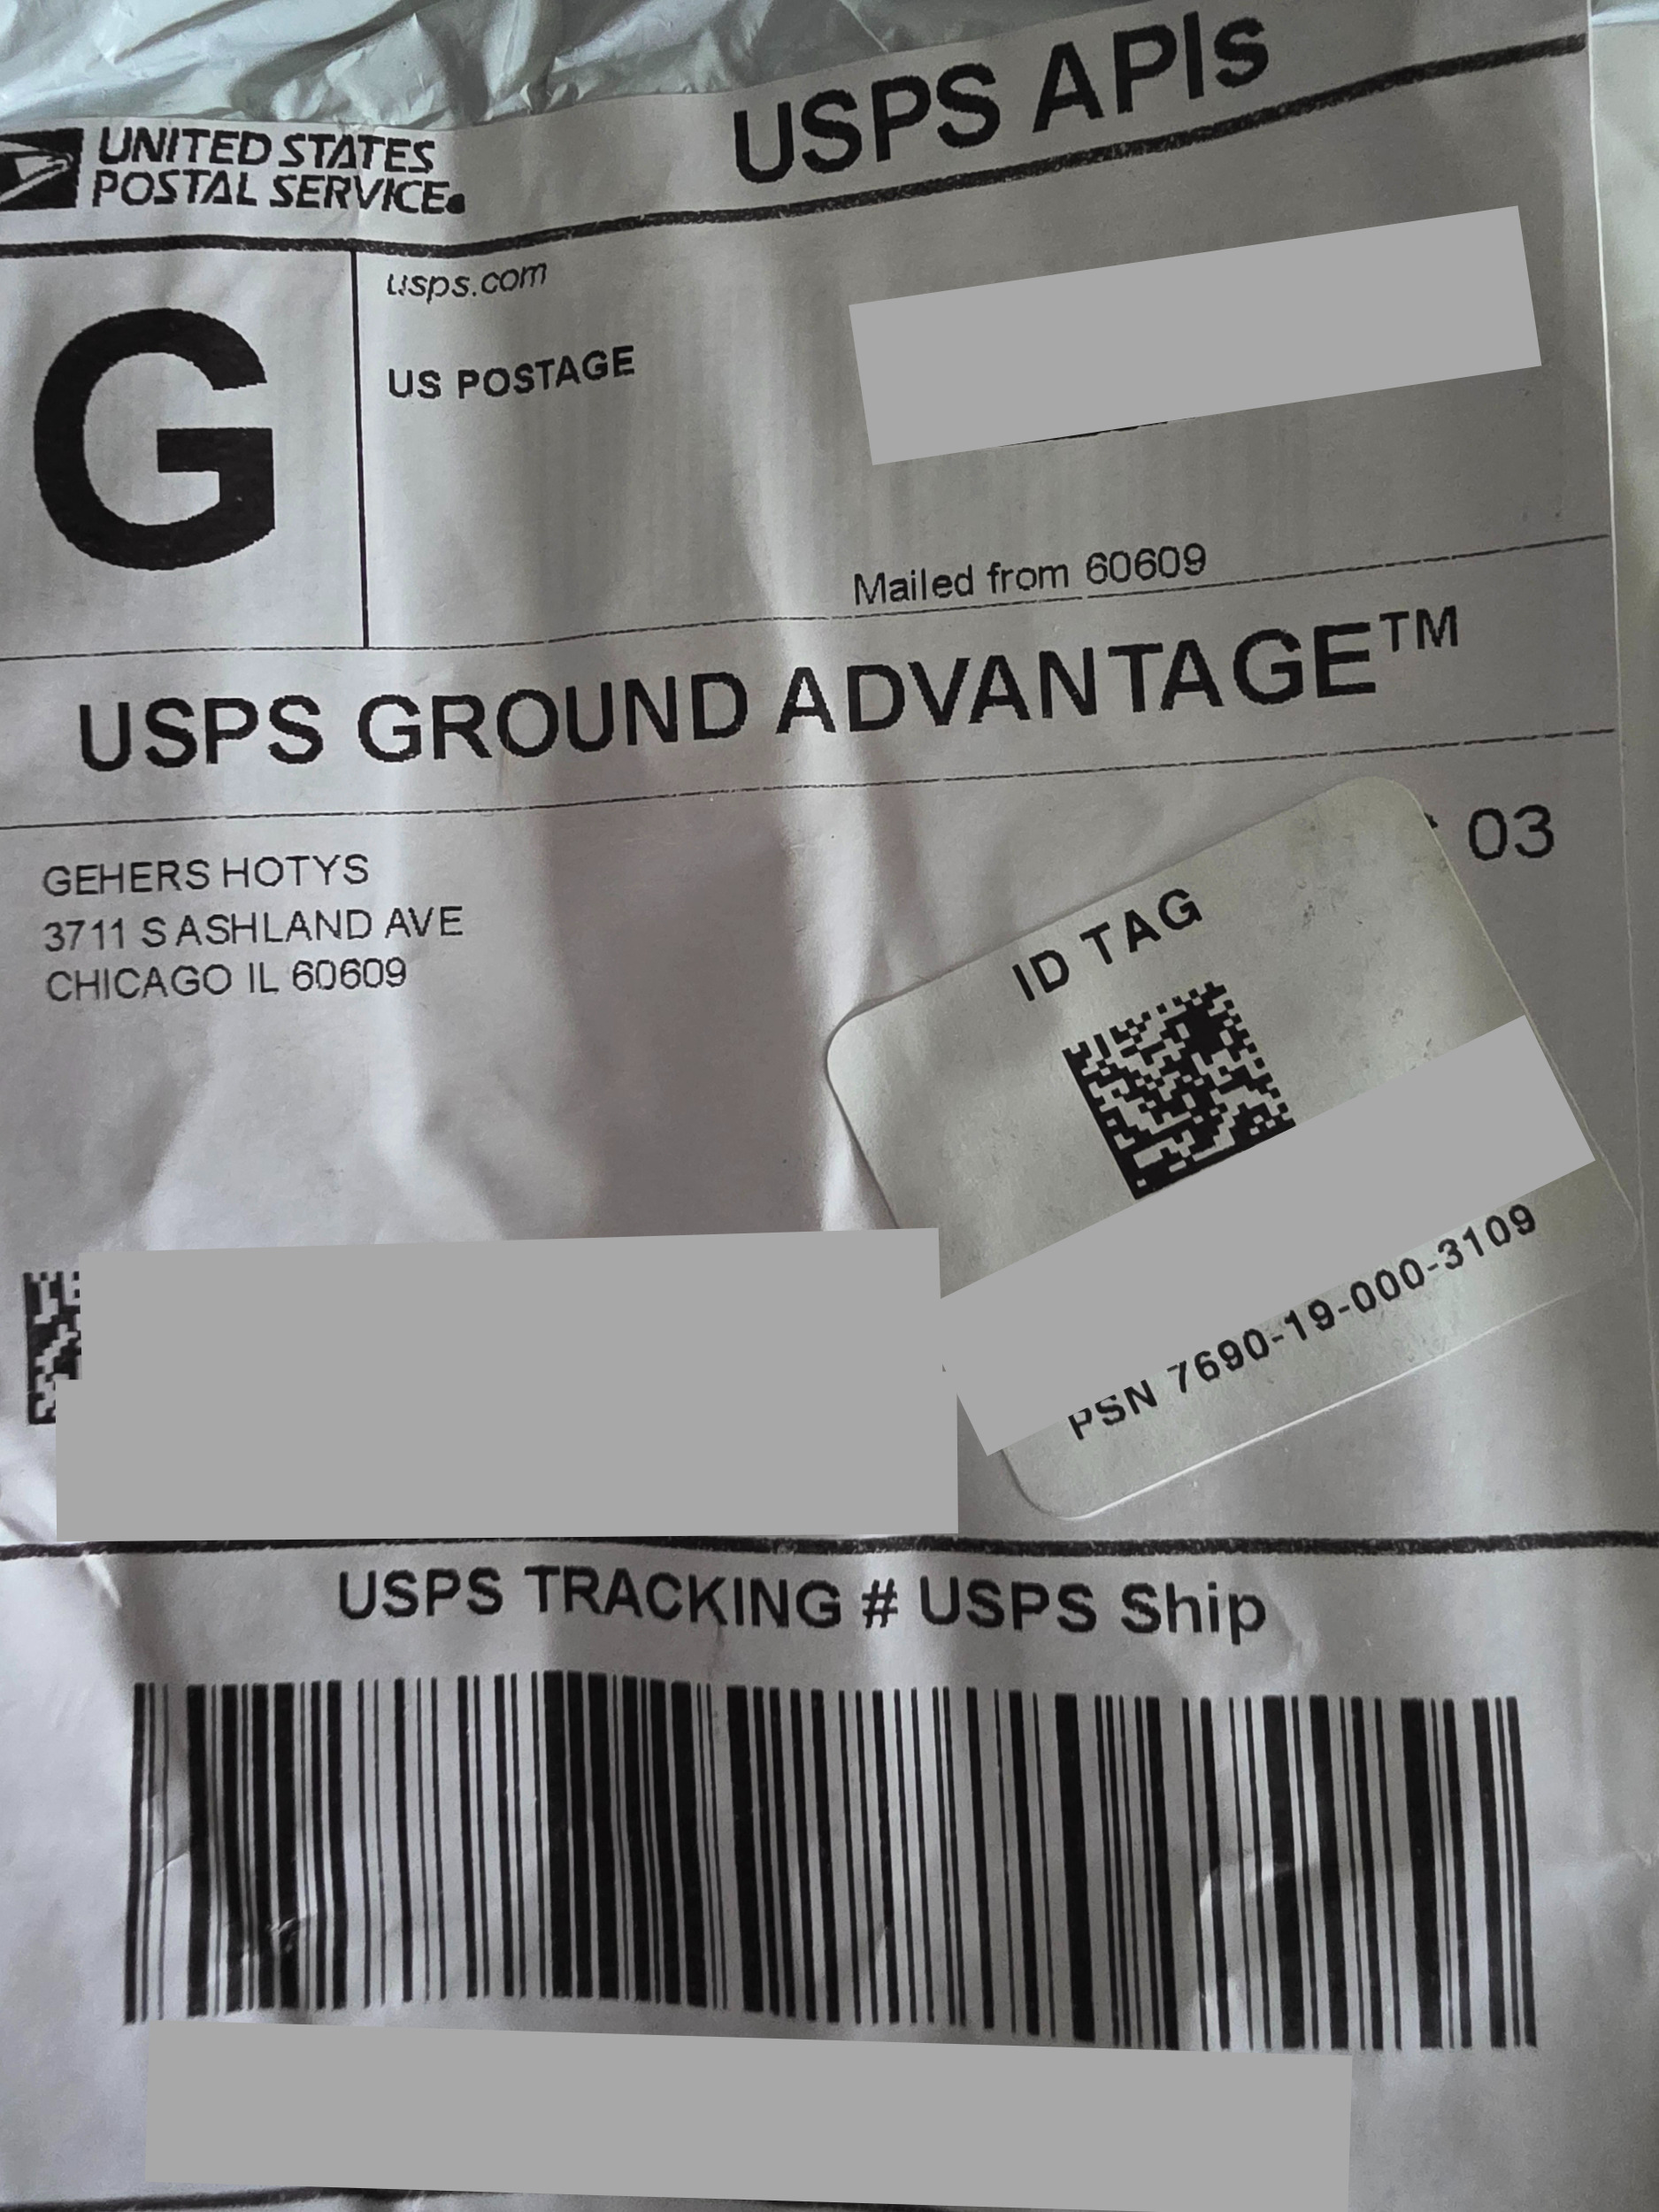 UNITED STATES
POSTAL SERVICE
USPS APIs
G
usps.com
US POSTAGE
Mailed from 60609
USPS GROUND ADVANTAGE™
03
GEHERS HOTYS
3711 S ASHLAND AVE
CHICAGO IL 60609
ID TAG
PSN 7690-19-000-3109
USPS TRACKING # USPS Ship